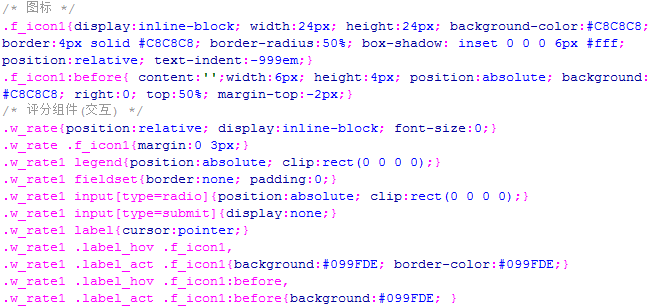 /* 图标 */
.f_icon1{display:inline-block; width:24px; height:24px; background-color:#C8C8C8;
border:4px solid #C8C8C8; border-radius:50%; box-shadow: inset 0 0 0 6px #fff;
position:relative; text-indent:-999em;}
.f_icon1:before{ content:'';width:6px; height:4px; position:absolute; background:
#C8C8C8; right:0; top:50%; margin-top:-2px;}
/* 评分组件(交互) */
.w_rate{position:relative; display:inline-block; font-size:0;}
.w_rate .f_icon1{margin:0 3px;}
.w_rate1 legend{position:absolute; clip:rect(0 0 0 0);}
.w_rate1 fieldset{border:none; padding:0;}
.w_rate1 input[type=radio]{position:absolute; clip:rect(0 0 0 0);}
.w_rate1 input[type=submit]{display:none;}
.w_rate1 label{cursor:pointer;}
.w_rate1 .label_hov .f_icon1,
.w_rate1 .label_act .f_icon1{background:#099FDE; border-color:#099FDE;}
.w_rate1 .label_hov .f_icon1:before,
.w_rate1 .label_act .f_icon1:before{background:#099FDE; }